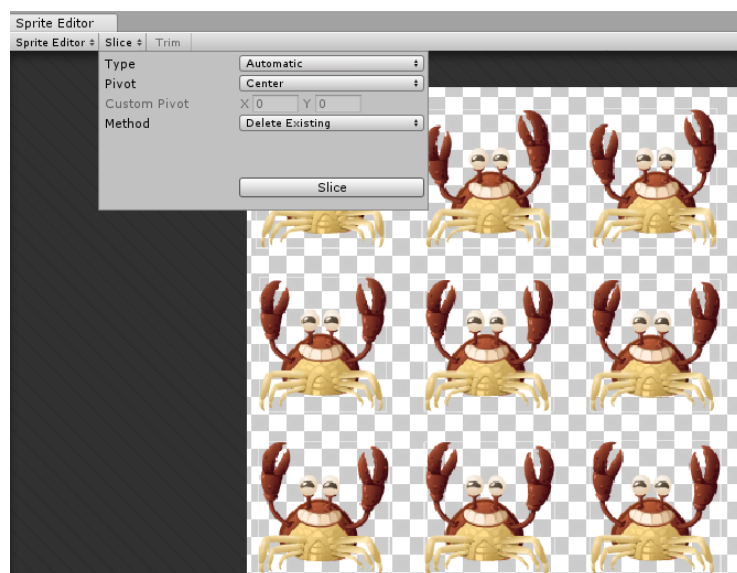 Sprite Editor
Sprite Editor Slice Trim
Type Automatic
Pivot Center
Custom Pivot X 0 Y 0
Method Delete Existing
Slice